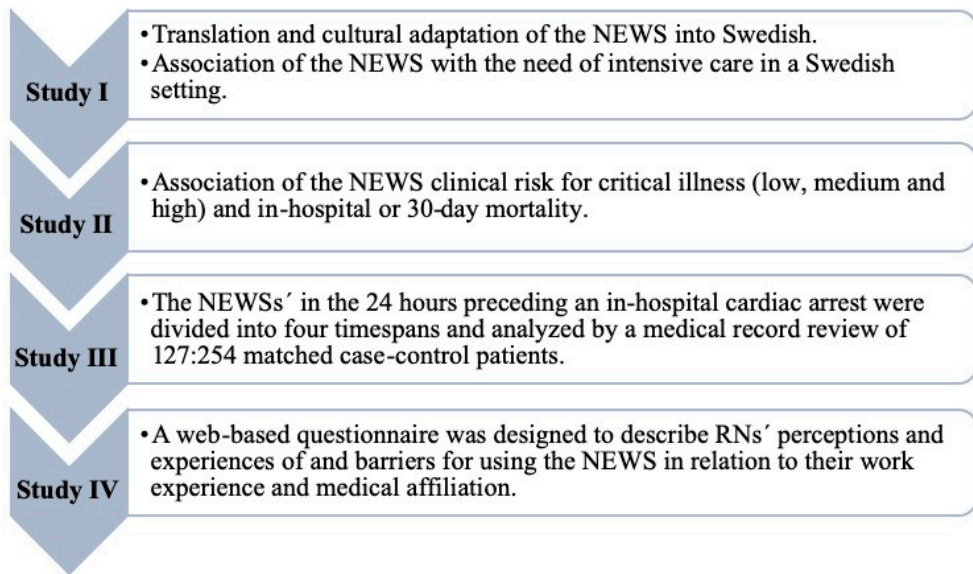 Study I
•Translation and cultural adaptation of the NEWS into Swedish.
•Association of the NEWS with the need of intensive care in a Swedish
setting.
Study II
•Association of the NEWS clinical risk for critical illness (low, medium and
high) and in-hospital or 30-day mortality.
Study III
•The NEWSs´ in the 24 hours preceding an in-hospital cardiac arrest were
divided into four timespans and analyzed by a medical record review of
127:254 matched case-control patients.
Study IV
•A web-based questionnaire was designed to describe RNs´ perceptions and
experiences of and barriers for using the NEWS in relation to their work
experience and medical affiliation.